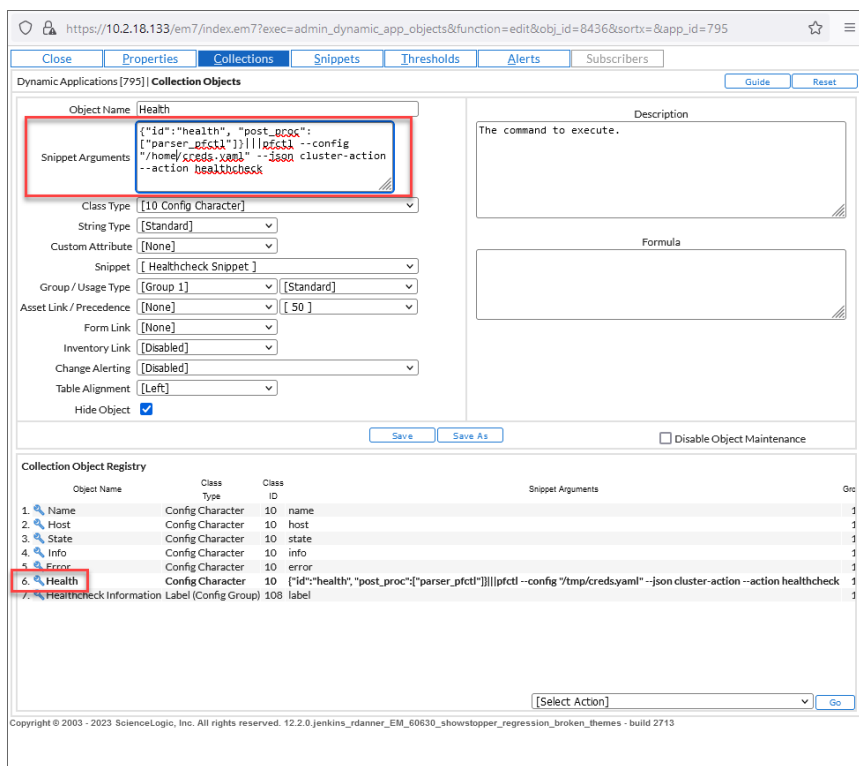 https://10.2.18.133/em7/index.em7?exec=admin_dynamic_app_objects&function=edit&obj_id=8436&sortx=&app_id=795
Close Properties Collections Snippets Thresholds Alerts Subscribers
Dynamic Applications [795] | Collection Objects Guide Reset
Object Name Health
Description
Snippet Arguments
{"id":"health", "post_proc":
["parser_pfctl"]}|||pfctl --config
"/home/creds.yaml" --json cluster-action
--action healthcheck
The command to execute.
Class Type [10 Config Character]
String Type [Standard]
Custom Attribute [None]
Formula
Snippet [ Healthcheck Snippet ]
Group / Usage Type [Group 1] [Standard]
Asset Link / Precedence [None] [ 50 ]
Form Link [None]
Inventory Link [Disabled]
Change Alerting [Disabled]
Table Alignment [Left]
Hide Object
Save Save As Disable Object Maintenance
Collection Object Registry
Object Name Class Type Class ID Snippet Arguments Gro
1. Name Config Character 10 name 1
2. Host Config Character 10 host 1
3. State Config Character 10 state 1
4. Info Config Character 10 info 1
5. Error Config Character 10 error 1
6. Health Config Character 10 {"id":"health", "post_proc":["parser_pfctl"]}|||pfctl --config "/tmp/creds.yaml" --json cluster-action --action healthcheck 1
7. Healthcheck Information Label (Config Group) 108 label 1
[Select Action] Go
Copyright © 2003 - 2023 ScienceLogic, Inc. All rights reserved. 12.2.0.jenkins_rdanner_EM_60630_showstopper_regression_broken_themes - build 2713